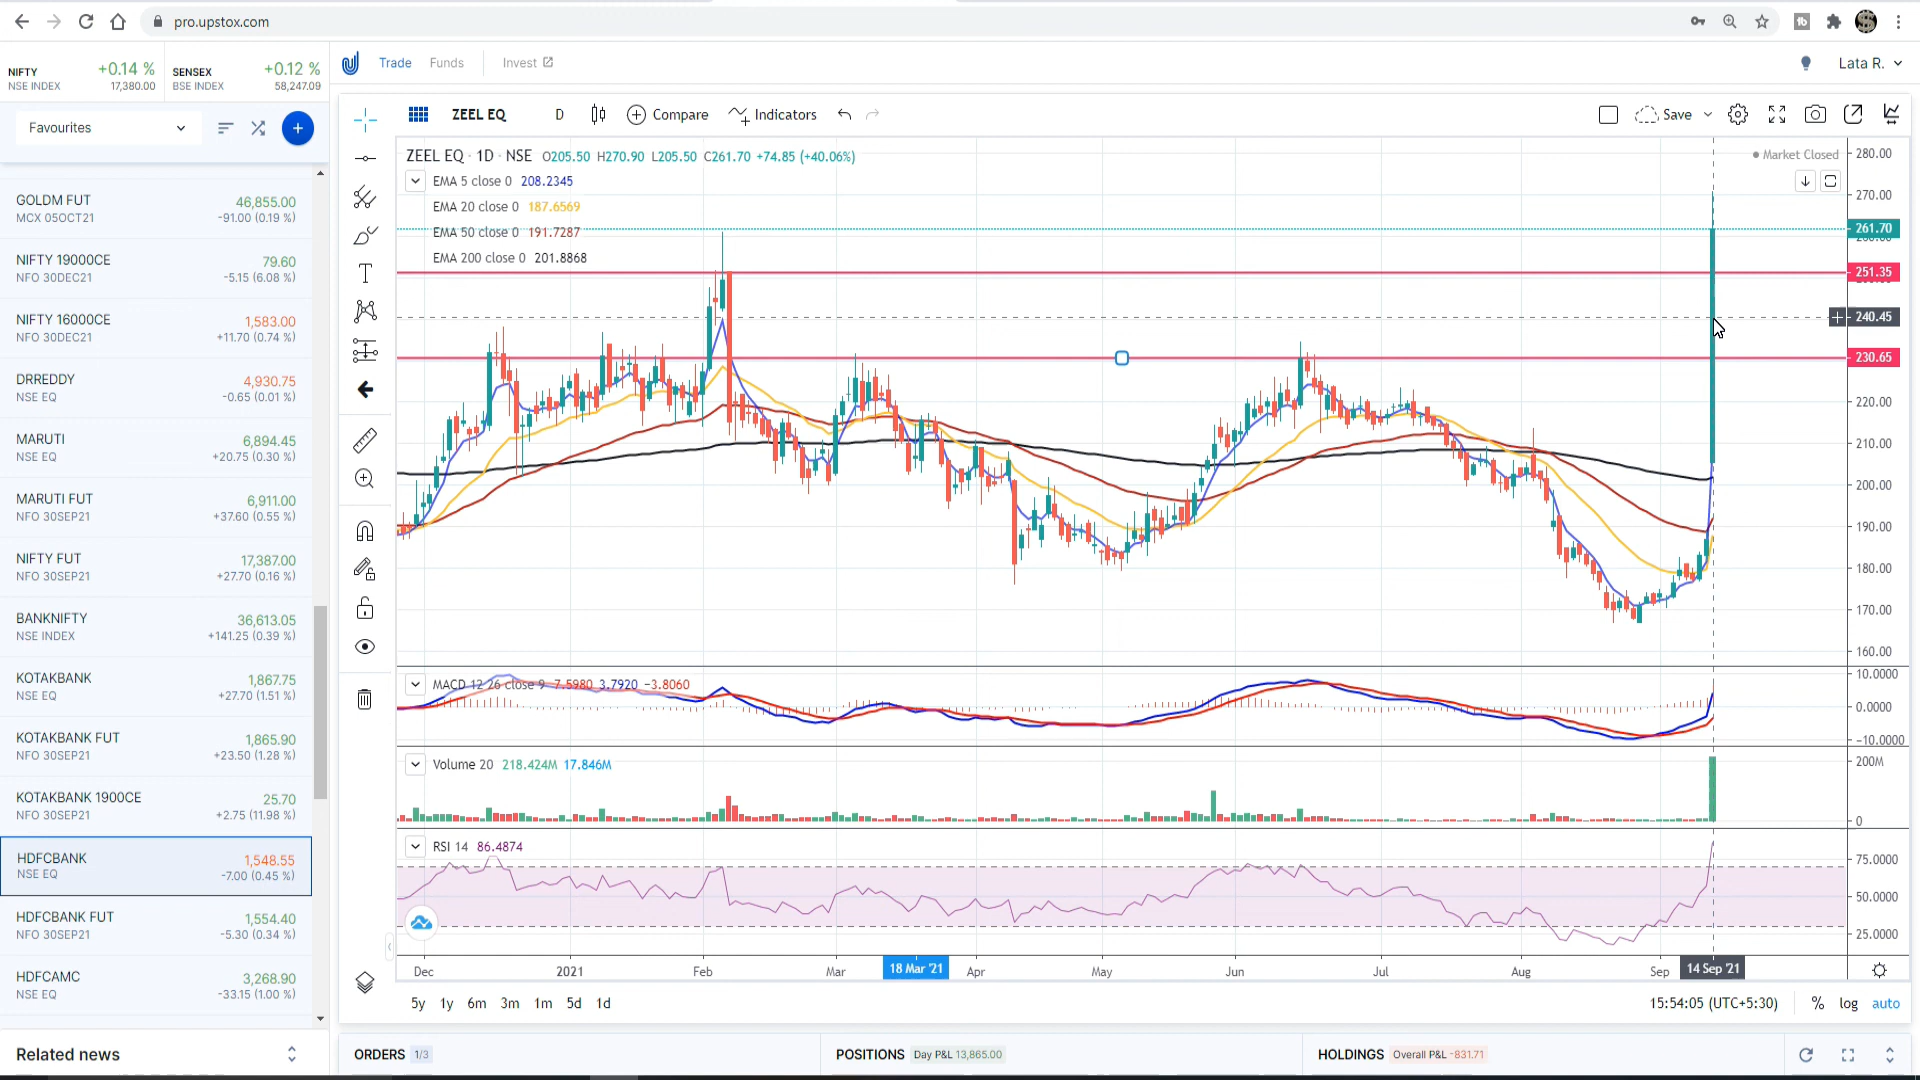 pro.upstox.com
NIFTY +0.14 % SENSEX +0.12 %
NSE INDEX 17,380.00 BSE INDEX 58,247.09
Trade Funds Invest Lata R.
Favourites
GOLDM FUT 46,855.00
MCX 05OCT21 -91.00 (0.19 %)
NIFTY 19000CE 79.60
NFO 30DEC21 -5.15 (6.08 %)
NIFTY 16000CE 1,583.00
NFO 30DEC21 +11.70 (0.74 %)
DRREDDY 4,930.75
NSE EQ -0.65 (0.01 %)
MARUTI 6,894.45
NSE EQ +20.75 (0.30 %)
MARUTI FUT 6,911.00
NFO 30SEP21 +37.60 (0.55 %)
NIFTY FUT 17,387.00
NFO 30SEP21 +27.70 (0.16 %)
BANKNIFTY 36,613.05
NSE INDEX +141.25 (0.39 %)
KOTAKBANK 1,867.75
NSE EQ +27.70 (1.51 %)
KOTAKBANK FUT 1,865.90
NFO 30SEP21 +23.50 (1.28 %)
KOTAKBANK 1900CE 25.70
NFO 30SEP21 +2.75 (11.98 %)
HDFCBANK 1,548.55
NSE EQ -7.00 (0.45 %)
HDFCBANK FUT 1,554.40
NFO 30SEP21 -5.30 (0.34 %)
HDFCAMC 3,268.90
NSE EQ -33.15 (1.00 %)
Related news
ZEEL EQ D Compare Indicators Save
ZEEL EQ · 1D · NSE O205.50 H270.90 L205.50 C261.70 +74.85 (+40.06%)
Market Closed
EMA 5 close 0 208.2345
EMA 20 close 0 187.6569
EMA 50 close 0 191.7287
EMA 200 close 0 201.8868
280.00
270.00
261.70
251.35
240.45
230.65
220.00
210.00
200.00
190.00
180.00
170.00
160.00
MACD 12 26 close 9 7.5980 3.7920 −3.8060
10.0000
0.0000
−10.0000
Volume 20 218.424M 17.846M
200M
0
RSI 14 86.4874
75.0000
50.0000
25.0000
Dec 2021 Feb Mar 18 Mar '21 Apr May Jun Jul Aug Sep 14 Sep '21
5y 1y 6m 3m 1m 5d 1d
15:54:05 (UTC+5:30) % log auto
ORDERS 1/3 POSITIONS Day P&L 13,865.00 HOLDINGS Overall P&L -831.71